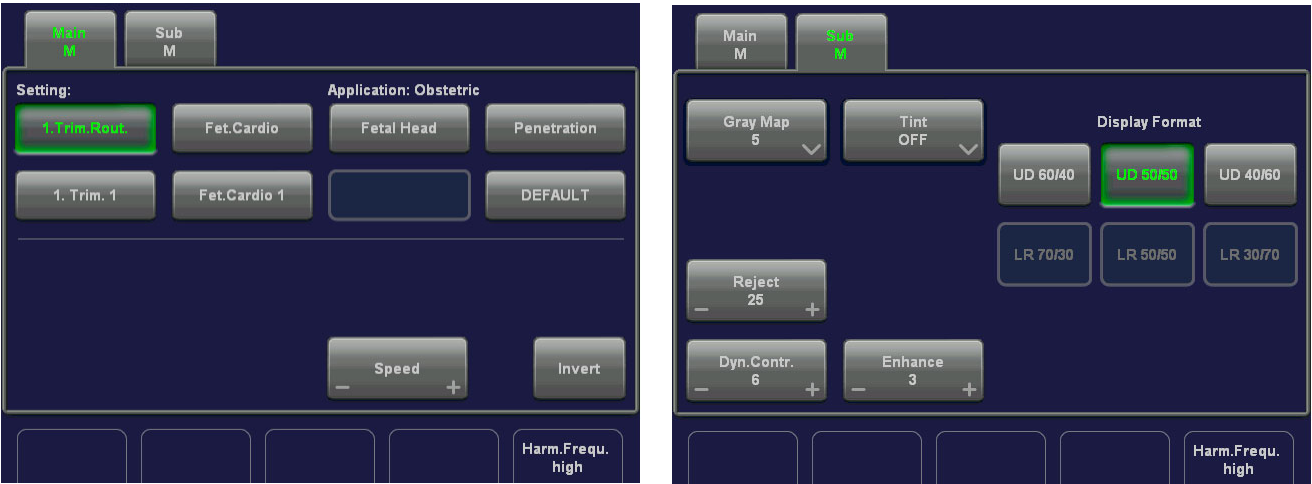 Main
M
Sub
M
Setting:
Application: Obstetric
1.Trim.Rout.
Fet.Cardio
Fetal Head
Penetration
1. Trim. 1
Fet.Cardio 1
DEFAULT
Speed
Invert
Harm.Frequ.
high
Main
M
Sub
M
Gray Map
5
Tint
OFF
Display Format
UD 60/40
UD 50/50
UD 40/60
LR 70/30
LR 50/50
LR 30/70
Reject
25
Dyn.Contr.
6
Enhance
3
Harm.Frequ.
high